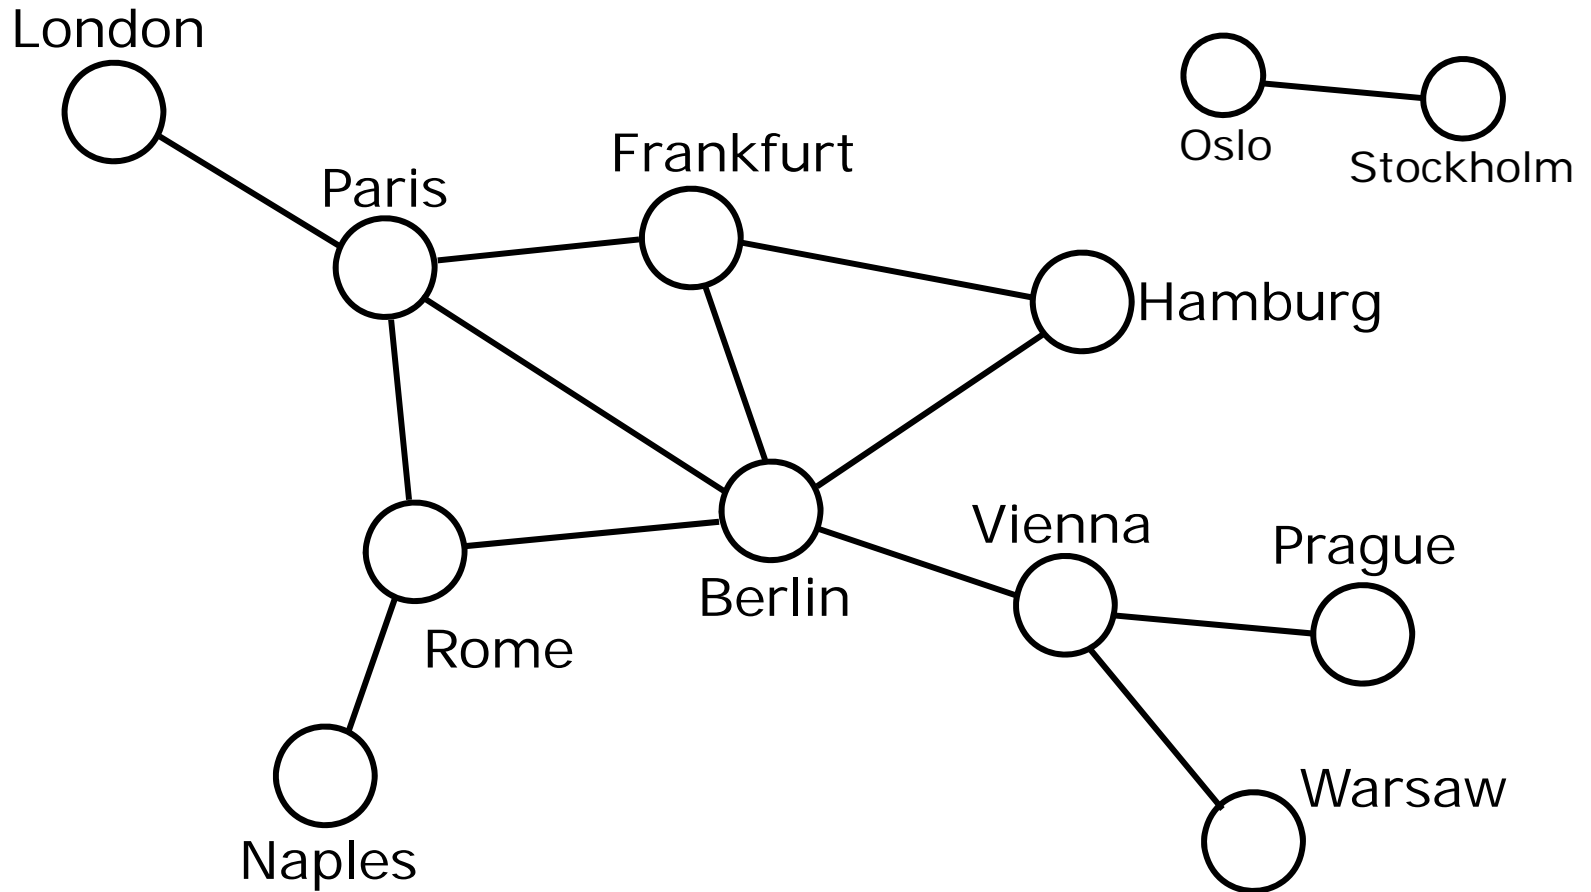 London
Oslo
Stockholm
Frankfurt
Paris
Hamburg
Vienna
Prague
Berlin
Rome
Warsaw
Naples